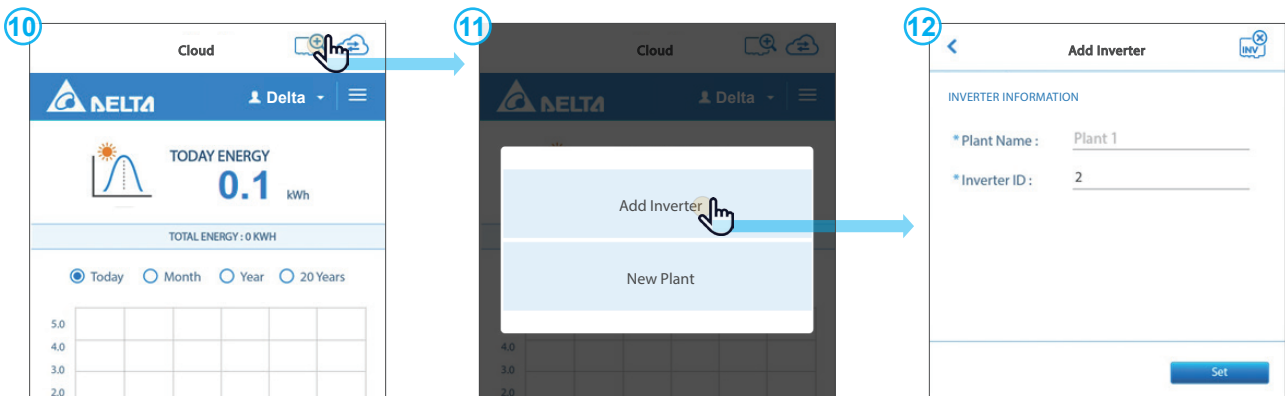 10
Cloud
DELTA
Delta
TODAY ENERGY
0.1 kWh
TOTAL ENERGY : 0 KWH
Today Month Year 20 Years
5.0
4.0
3.0
2.0
11
Cloud
DELTA
Delta
Add Inverter
New Plant
4.0
3.0
2.0
12
Add Inverter
INV
INVERTER INFORMATION
* Plant Name : Plant 1
* Inverter ID : 2
Set